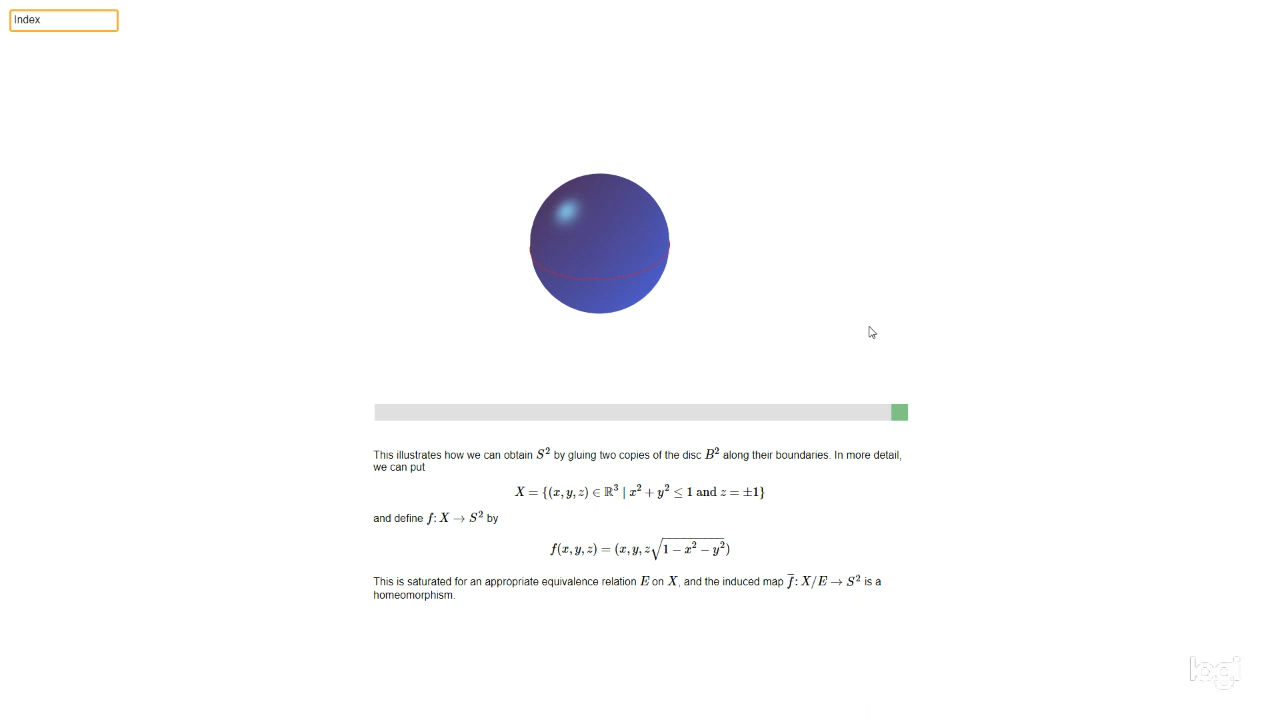 Index
This illustrates how we can obtain S² by gluing two copies of the disc B² along their boundaries. In more detail,
we can put
X = {(x, y, z) ∈ ℝ³ | x² + y² ≤ 1 and z = ±1}
and define f: X → S² by
f(x, y, z) = (x, y, z√(1 − x² − y²))
This is saturated for an appropriate equivalence relation E on X, and the induced map f̅: X/E → S² is a
homeomorphism.
logi